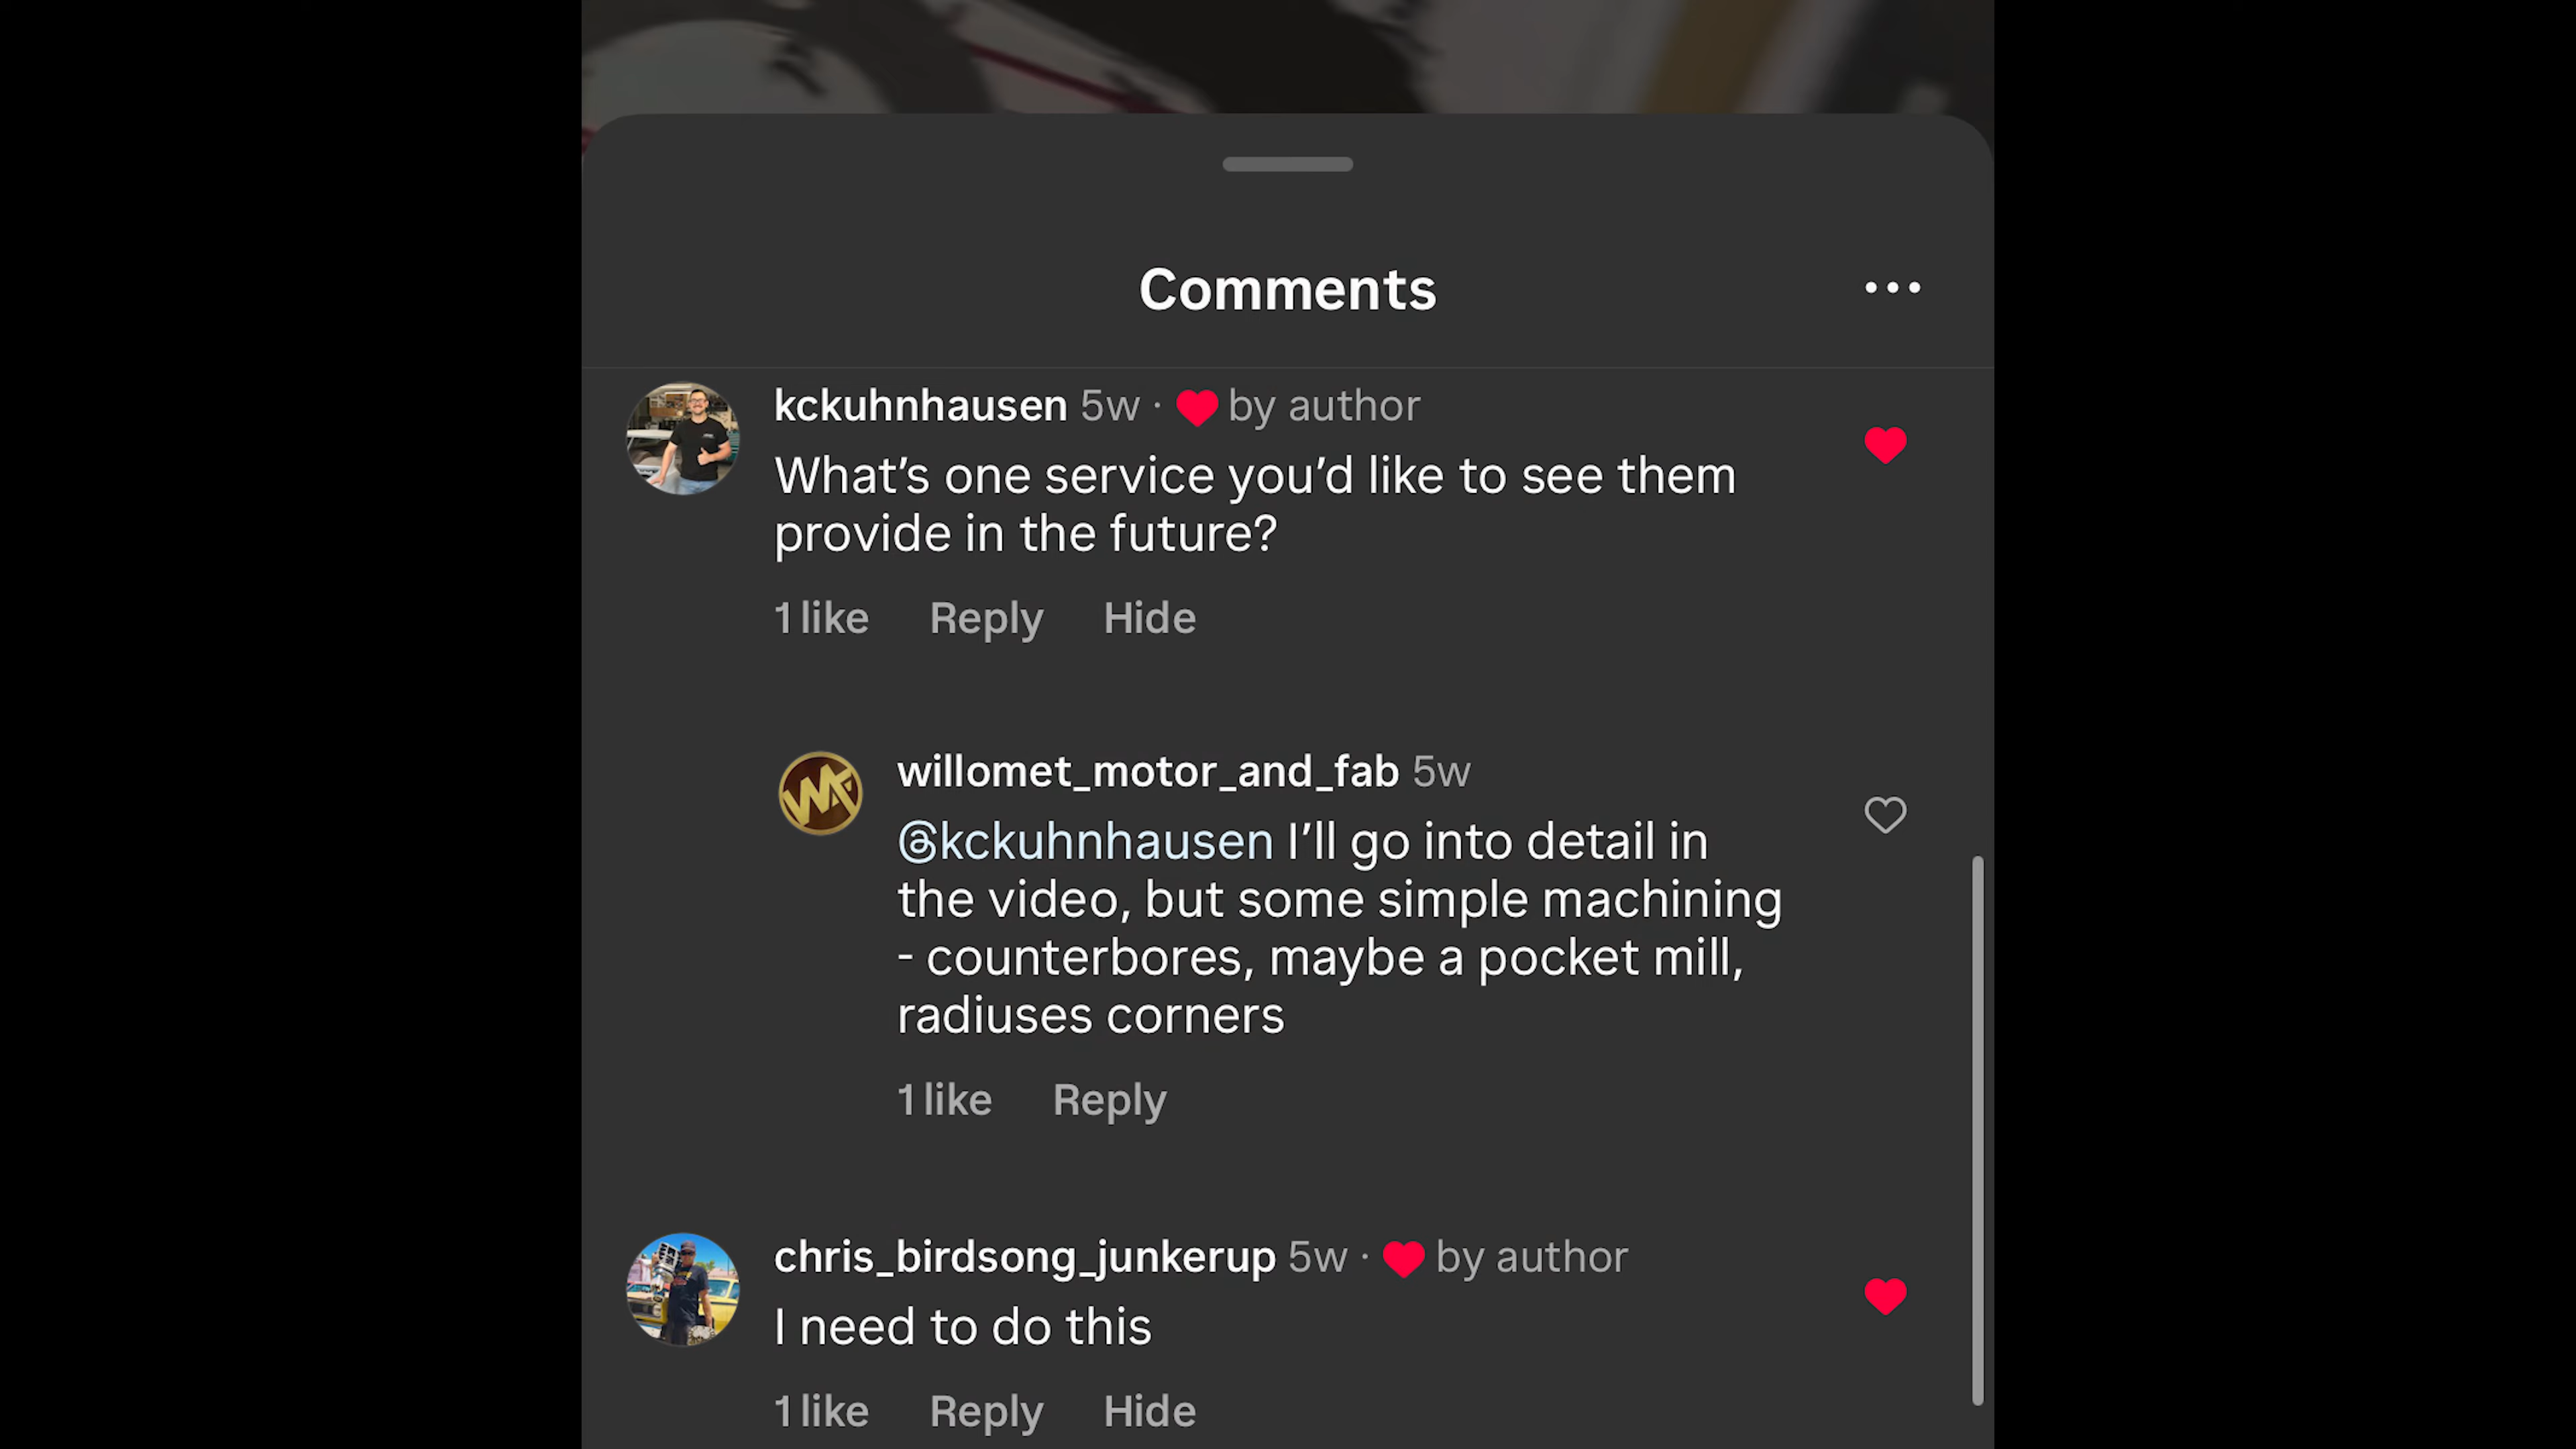 Comments
kckuhnhausen 5w · ❤️ by author
What’s one service you’d like to see them
provide in the future?
1 like Reply Hide
willomet_motor_and_fab 5w
@kckuhnhausen I’ll go into detail in
the video, but some simple machining
- counterbores, maybe a pocket mill,
radiuses corners
1 like Reply
chris_birdsong_junkerup 5w · ❤️ by author
I need to do this
1 like Reply Hide